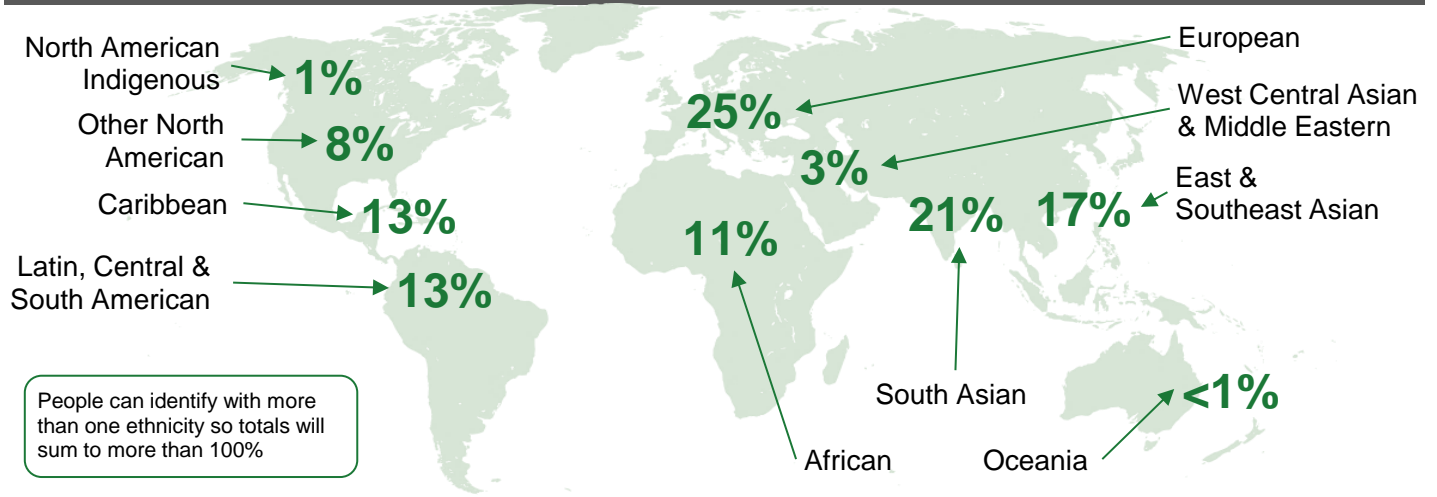 North American
Indigenous
1%
Other North
American
8%
Caribbean
13%
Latin, Central &
South American
13%
European
25%
West Central Asian
& Middle Eastern
3%
East &
Southeast Asian
17%
21%
South Asian
11%
African
<1%
Oceania
People can identify with more
than one ethnicity so totals will
sum to more than 100%